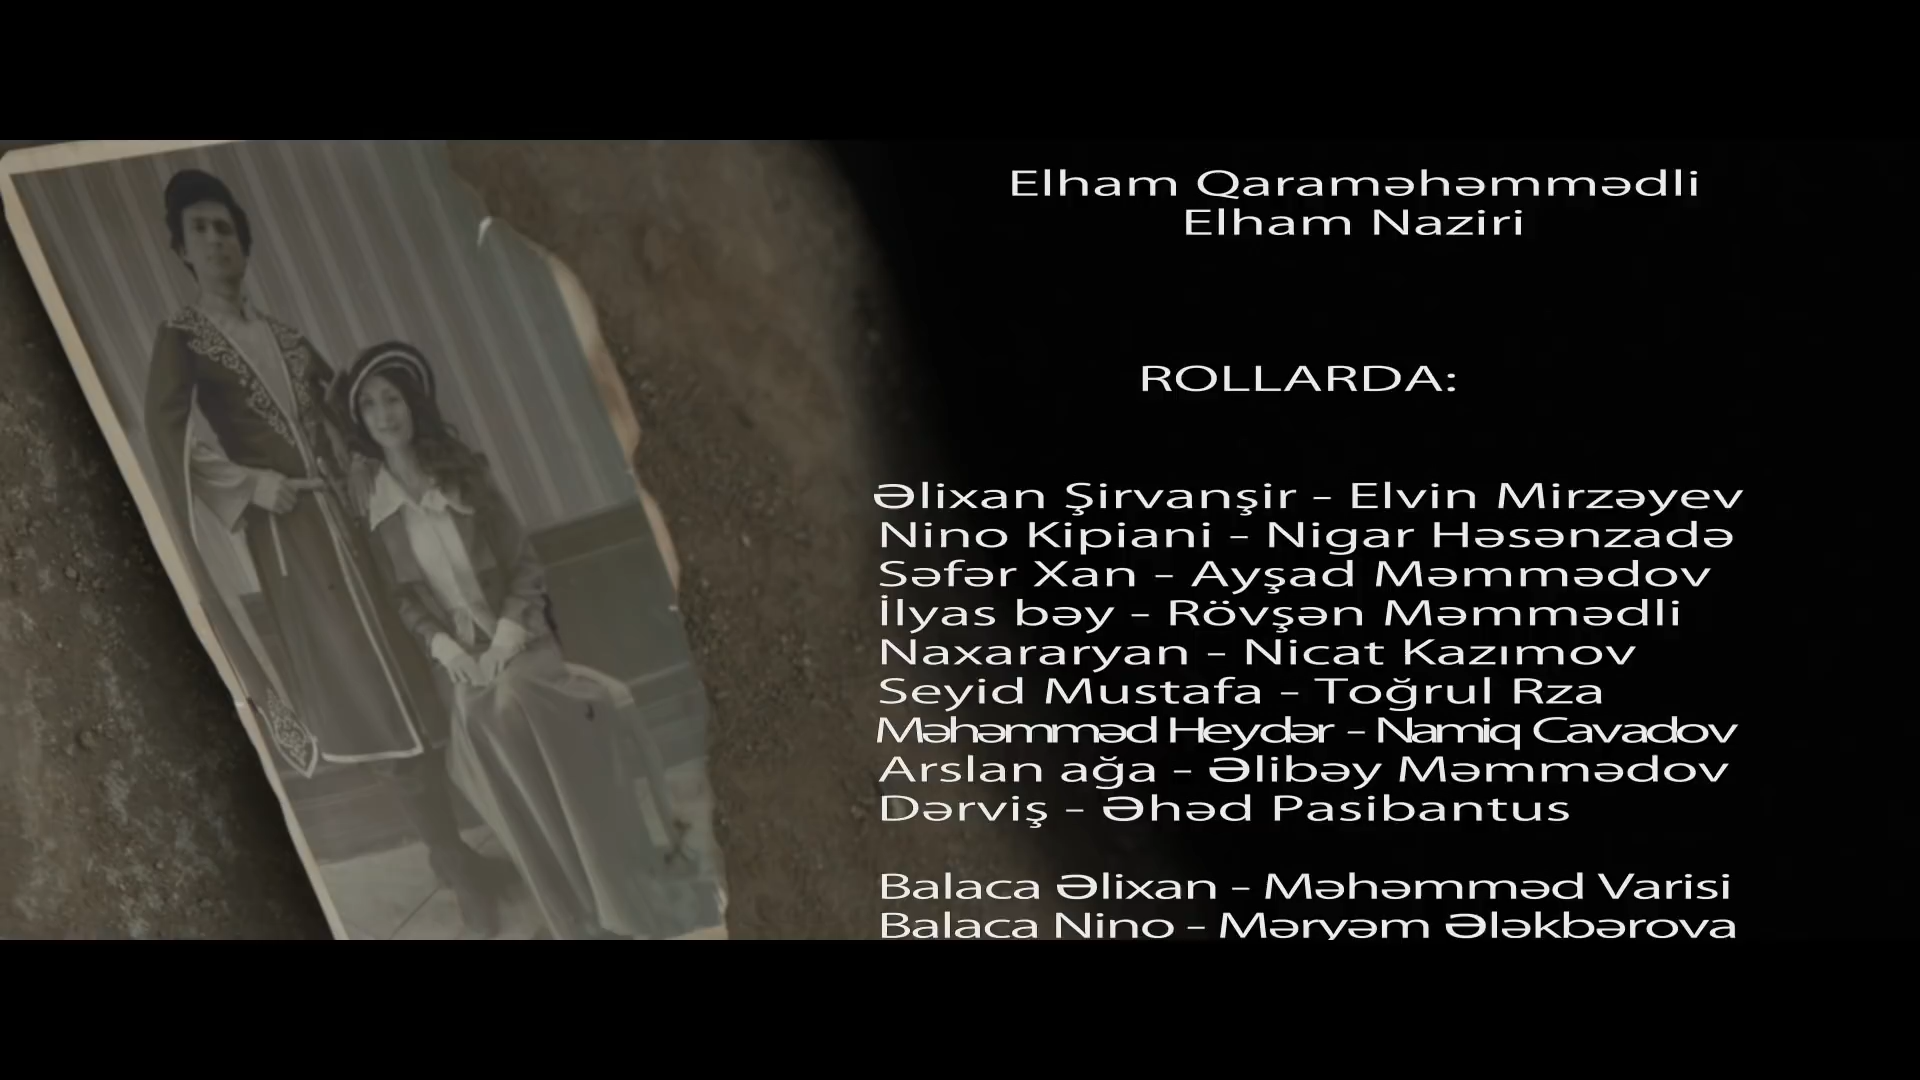 Elham Qaraməhəmmədli
Elham Naziri
ROLLARDA:
Əlixan Şirvanşir - Elvin Mirzəyev
Nino Kipiani - Nigar Həsənzadə
Səfər Xan - Ayşad Məmmədov
İlyas bəy - Rövşən Məmmədli
Naxararyan - Nicat Kazımov
Seyid Mustafa - Toğrul Rza
Məhəmməd Heydər - Namiq Cavadov
Arslan ağa - Əlibəy Məmmədov
Dərviş - Əhəd Pasibantus
Balaca Əlixan - Məhəmməd Varisi
Balaca Nino - Məryəm Ələkbərova